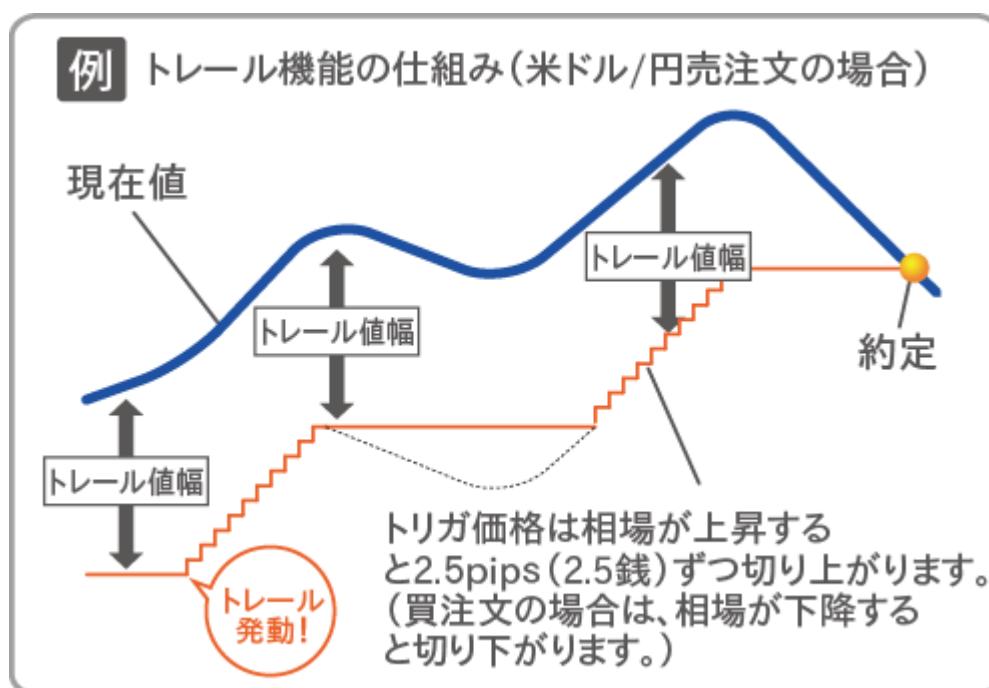 例 トレール機能の仕組み(米ドル/円売注文の場合)
現在値
トレール値幅
トレール値幅
トレール値幅
約定
トレール
発動!
トリガ価格は相場が上昇する
と2.5pips(2.5銭)ずつ切り上がります。
(買注文の場合は、相場が下降する
と切り下がります。)